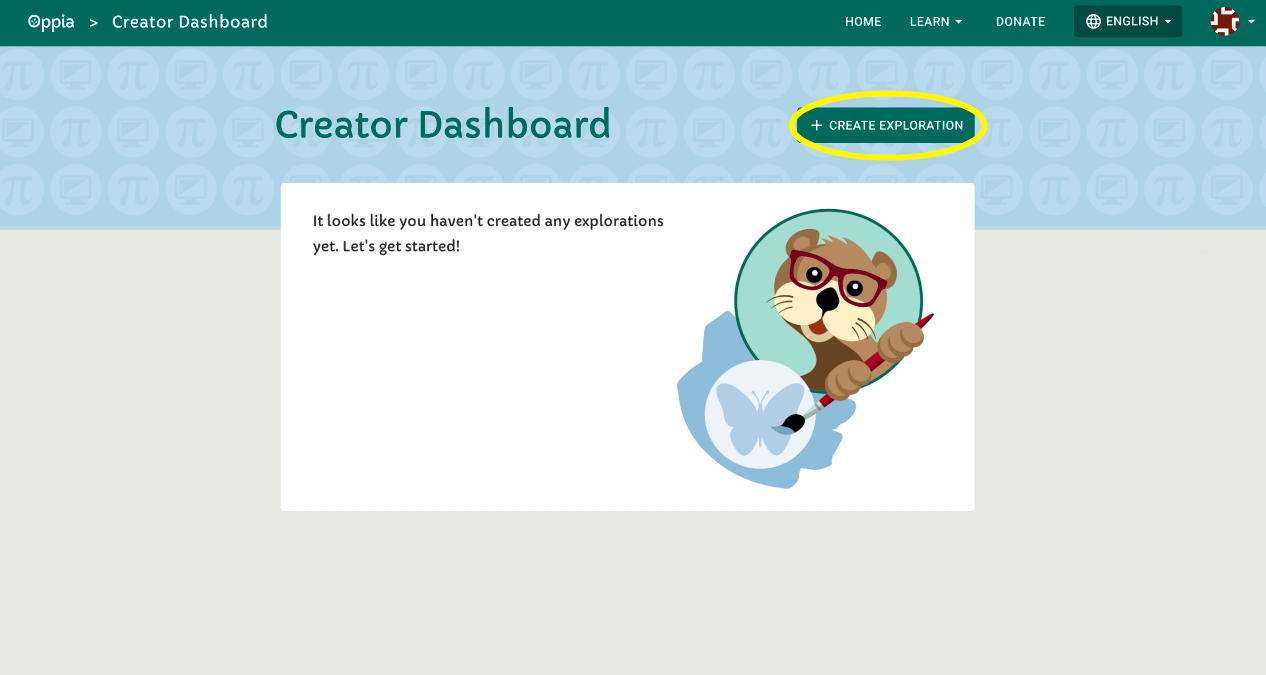 Oppia > Creator Dashboard HOME LEARN DONATE ENGLISH
Creator Dashboard
+ CREATE EXPLORATION
It looks like you haven't created any explorations
yet. Let's get started!